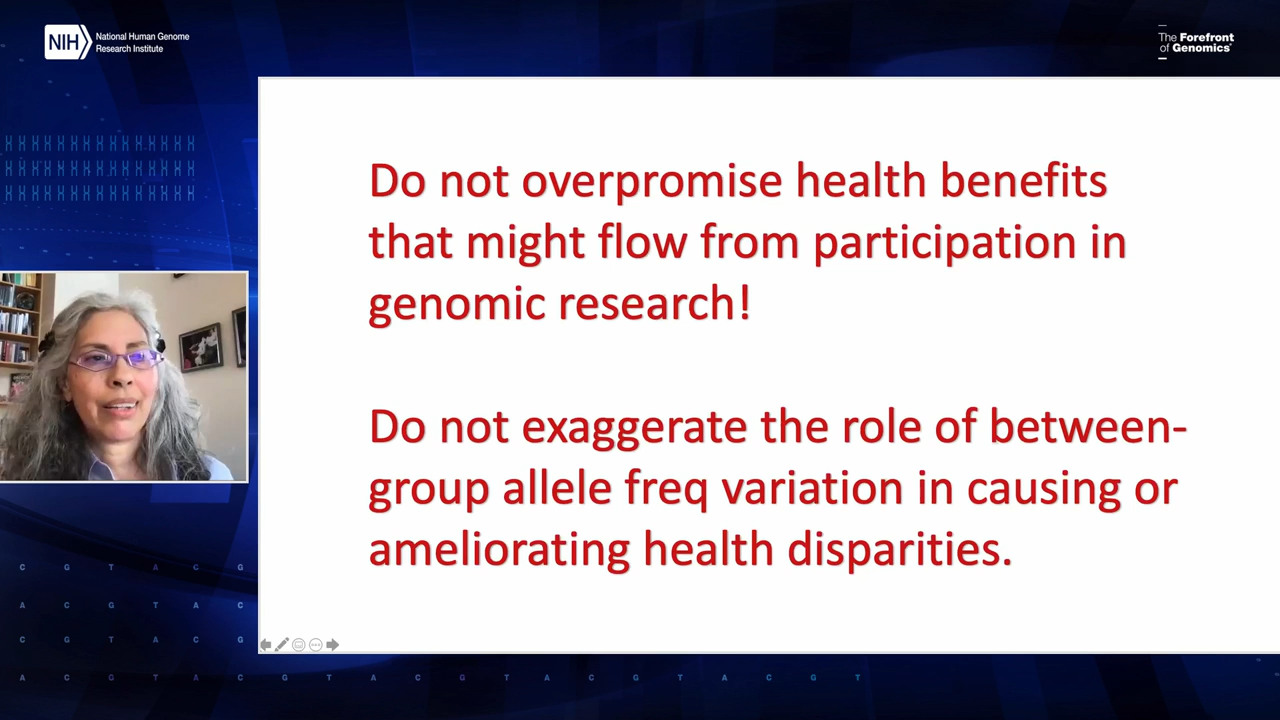 NIH
National Human Genome
Research Institute
The Forefront
of Genomics®
Do not overpromise health benefits
that might flow from participation in
genomic research!
Do not exaggerate the role of between-
group allele freq variation in causing or
ameliorating health disparities.
C G T A C G
A C G T A C
C G T A C G
A C G T A C G T A C G T A C G T A C G T